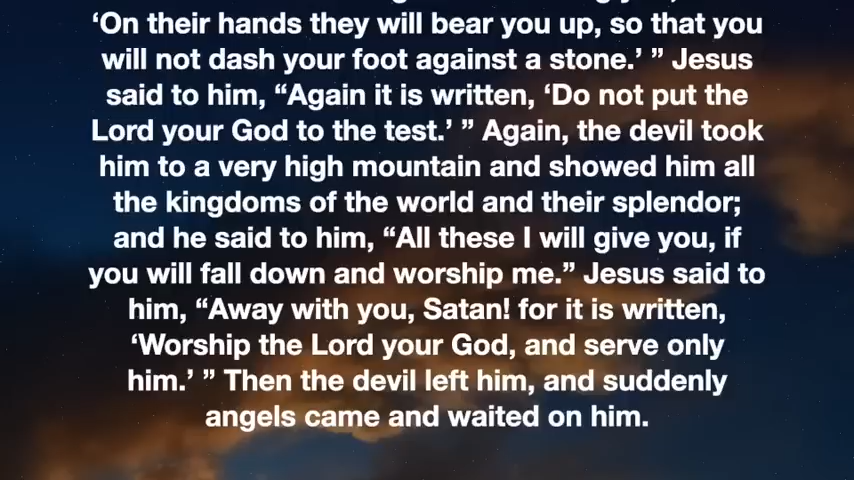 ‘On their hands they will bear you up, so that you
will not dash your foot against a stone.’ ” Jesus
said to him, “Again it is written, ‘Do not put the
Lord your God to the test.’ ” Again, the devil took
him to a very high mountain and showed him all
the kingdoms of the world and their splendor;
and he said to him, “All these I will give you, if
you will fall down and worship me.” Jesus said to
him, “Away with you, Satan! for it is written,
‘Worship the Lord your God, and serve only
him.’ ” Then the devil left him, and suddenly
angels came and waited on him.